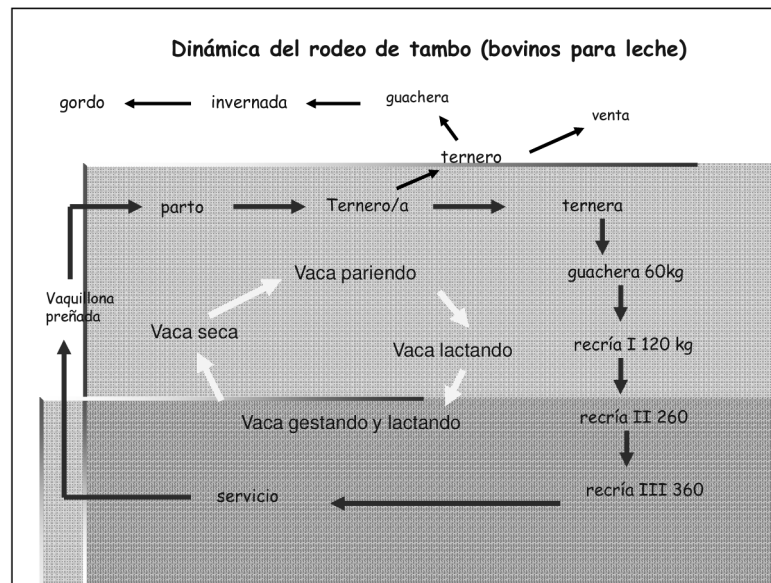 Dinámica del rodeo de tambo (bovinos para leche)
gordo
invernada
guachera
venta
ternero
parto
Ternero/a
ternera
Vaca pariendo
guachera 60kg
Vaquillona
preñada
Vaca seca
Vaca lactando
recría I 120 kg
Vaca gestando y lactando
recría II 260
servicio
recría III 360